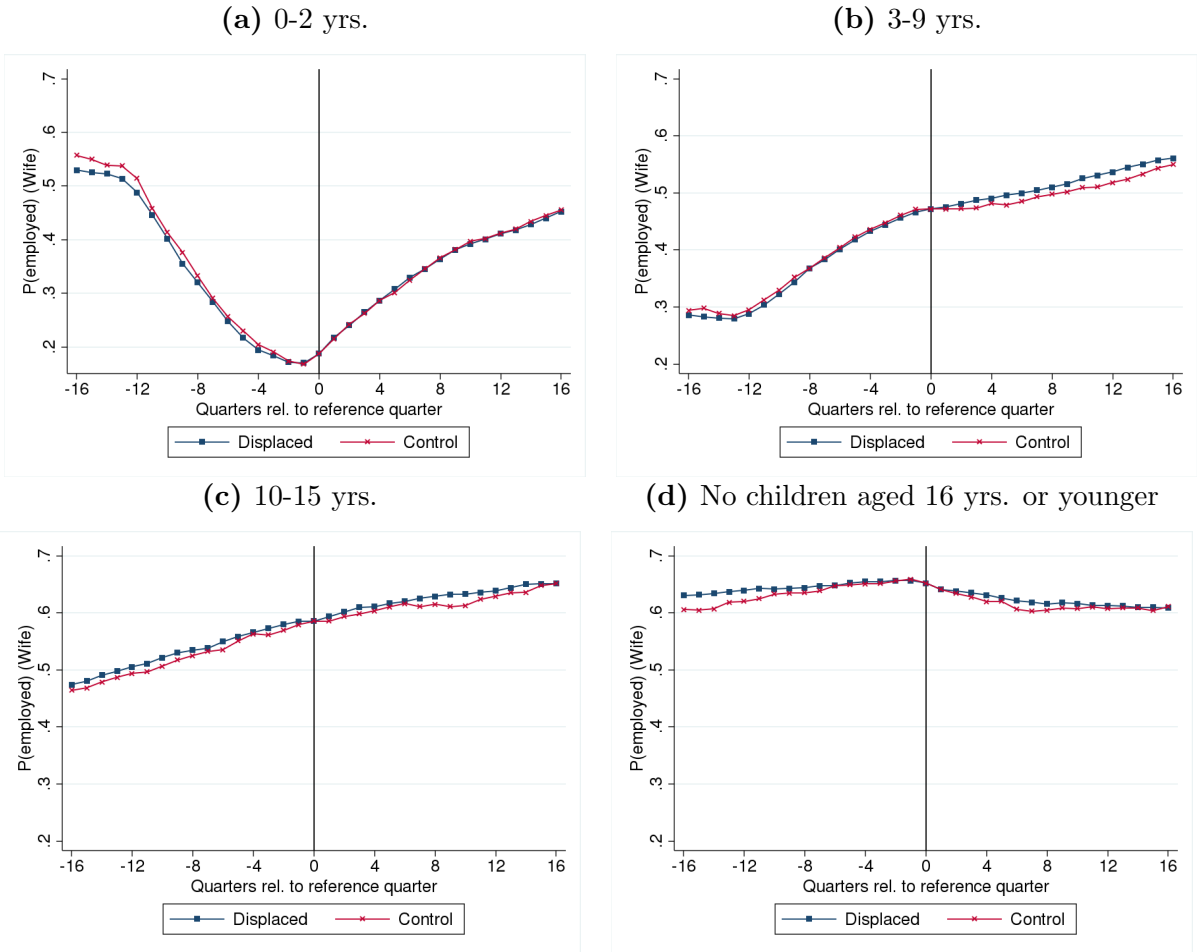 (a) 0-2 yrs.
P(employed) (Wife)
.7
.6
.5
.4
.3
.2
-16 -12 -8 -4 0 4 8 12 16
Quarters rel. to reference quarter
Displaced Control
(b) 3-9 yrs.
P(employed) (Wife)
.7
.6
.5
.4
.3
.2
-16 -12 -8 -4 0 4 8 12 16
Quarters rel. to reference quarter
Displaced Control
(c) 10-15 yrs.
P(employed) (Wife)
.7
.6
.5
.4
.3
.2
-16 -12 -8 -4 0 4 8 12 16
Quarters rel. to reference quarter
Displaced Control
(d) No children aged 16 yrs. or younger
P(employed) (Wife)
.7
.6
.5
.4
.3
.2
-16 -12 -8 -4 0 4 8 12 16
Quarters rel. to reference quarter
Displaced Control